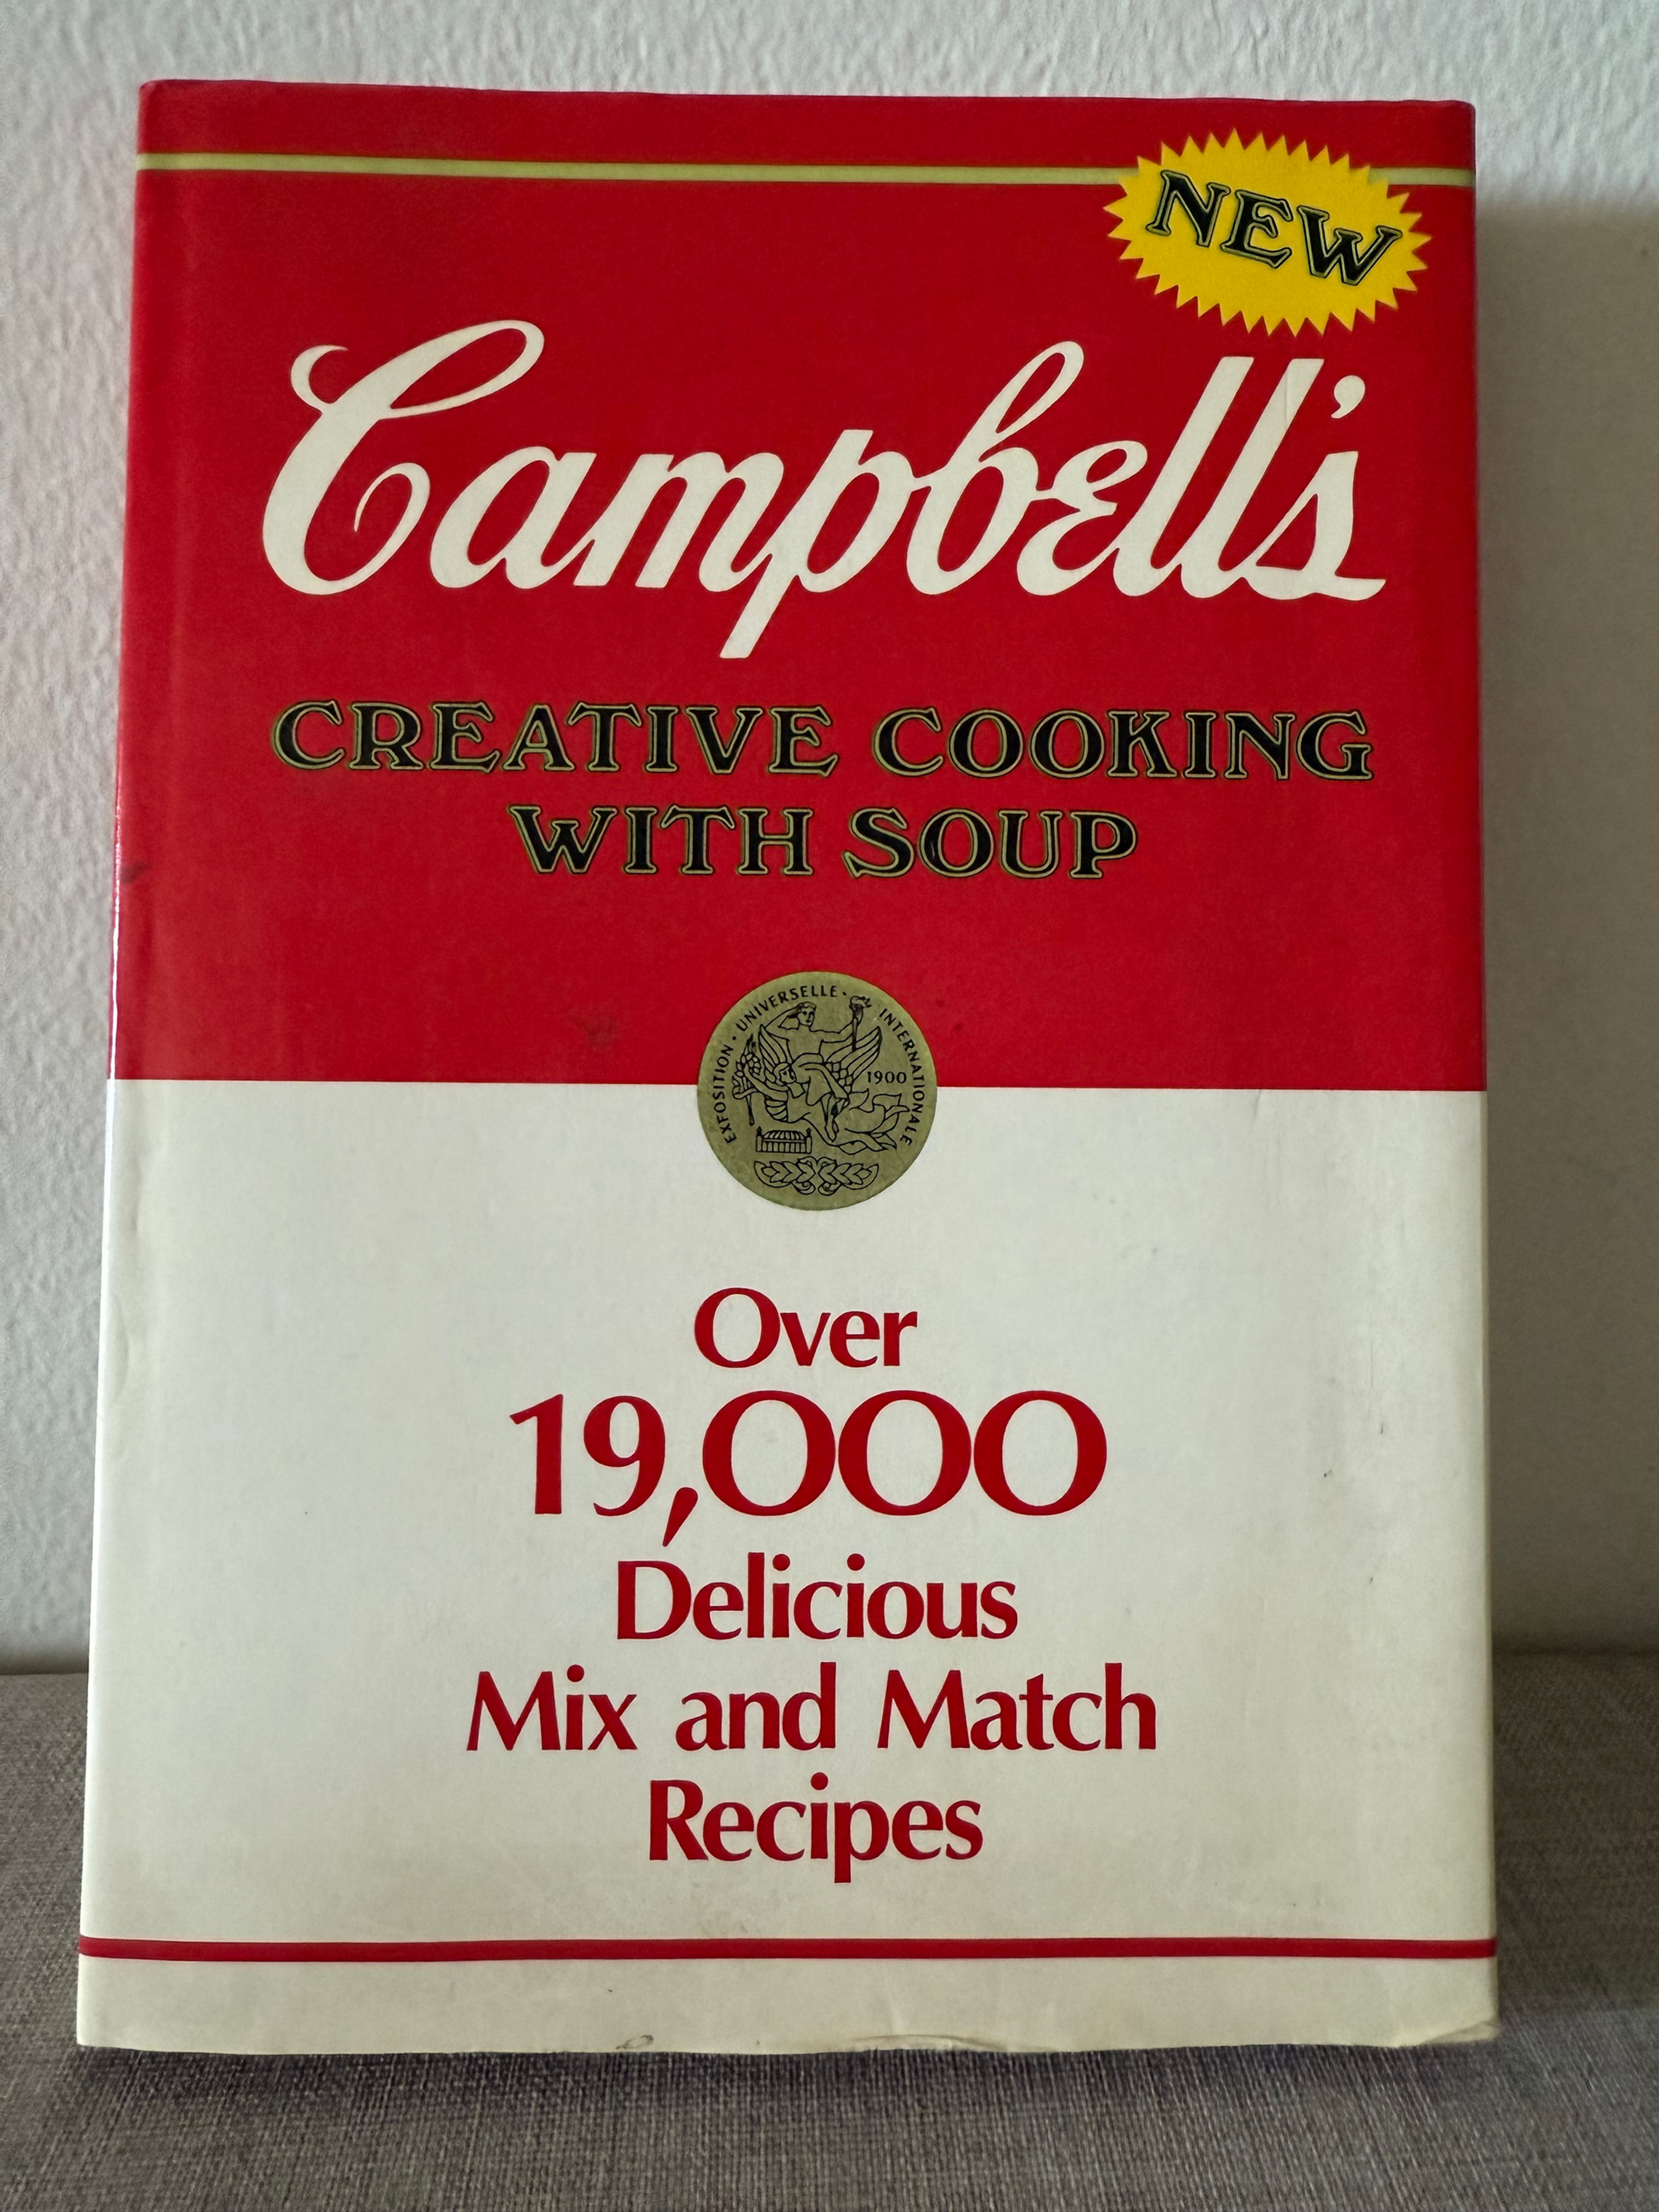 NEW
Campbell's
CREATIVE COOKING
WITH SOUP
EXPOSITION · UNIVERSELLE · INTERNATIONALE
1900
Over
19,000
Delicious
Mix and Match
Recipes